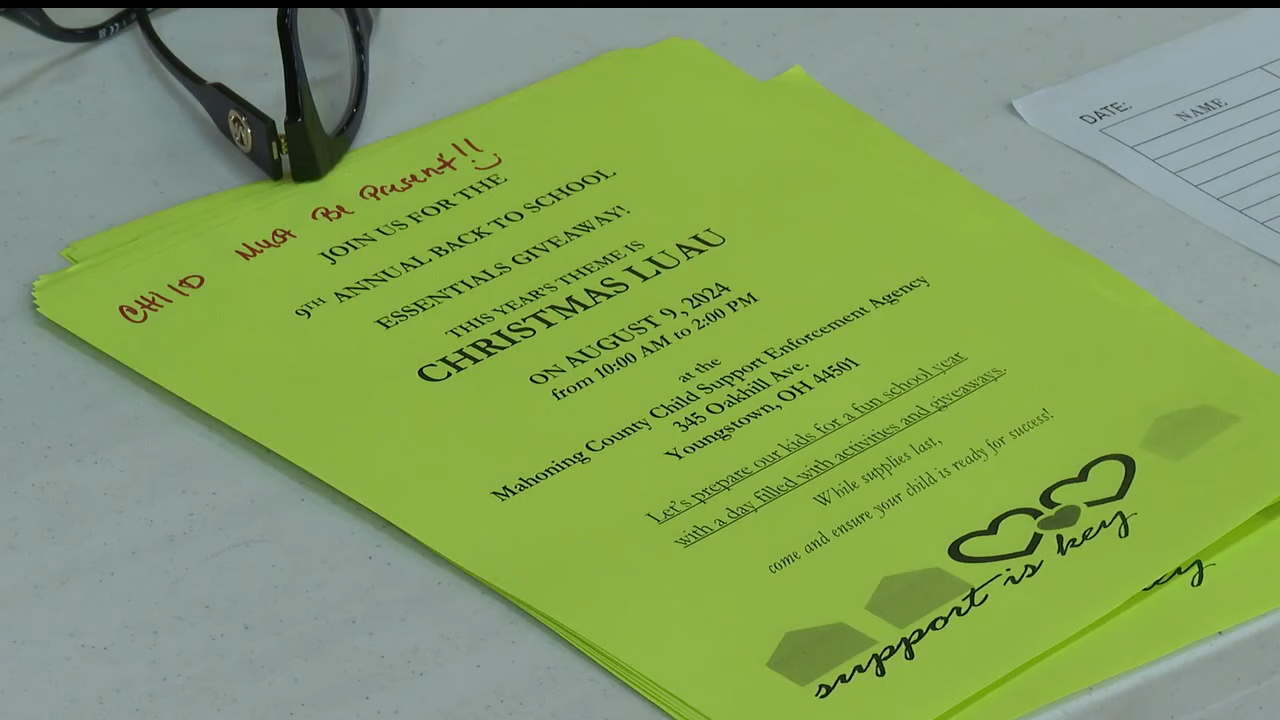 CHILD MUST BE Present!!
JOIN US FOR THE
9TH ANNUAL BACK TO SCHOOL
ESSENTIALS GIVEAWAY!
THIS YEAR'S THEME IS
CHRISTMAS LUAU
ON AUGUST 9, 2024
from 10:00 AM to 2:00 PM
at the
Mahoning County Child Support Enforcement Agency
345 Oakhill Ave.
Youngstown, OH 44501
Let's prepare our kids for a fun school year
with a day filled with activities and giveaways.
While supplies last,
come and ensure your child is ready for success!
support is key
DATE:
NAME